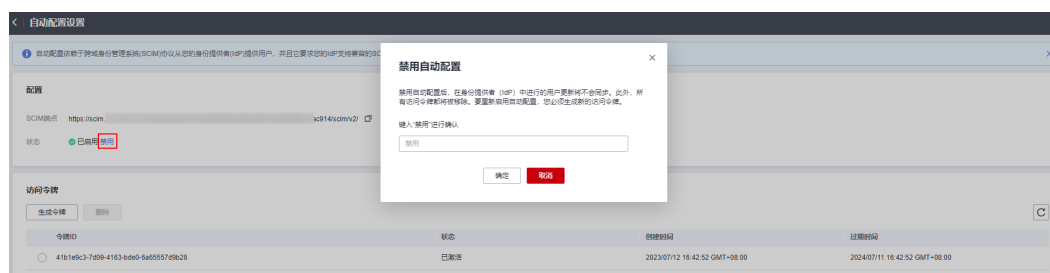 自动配置设置
自动配置依赖于跨域身份管理系统(SCIM)协议从您的身份提供者(IdP)提供用户，并且它要求您的IdP支持兼容的SC
配置
SCIM端点 https://scim. ac914/scim/v2/
状态 已启用 禁用
禁用自动配置
禁用自动配置后，在身份提供者（IdP）中进行的用户更新将不会同步。此外，所
有访问令牌都将被移除。要重新启用自动配置，您必须生成新的访问令牌。
键入“禁用”进行确认
禁用
确定 取消
访问令牌
生成令牌 删除
令牌ID 状态 创建时间 过期时间
41b1e9c3-7d09-4163-bde0-6a65557d9b28 已激活 2023/07/12 16:42:52 GMT+08:00 2024/07/11 16:42:52 GMT+08:00